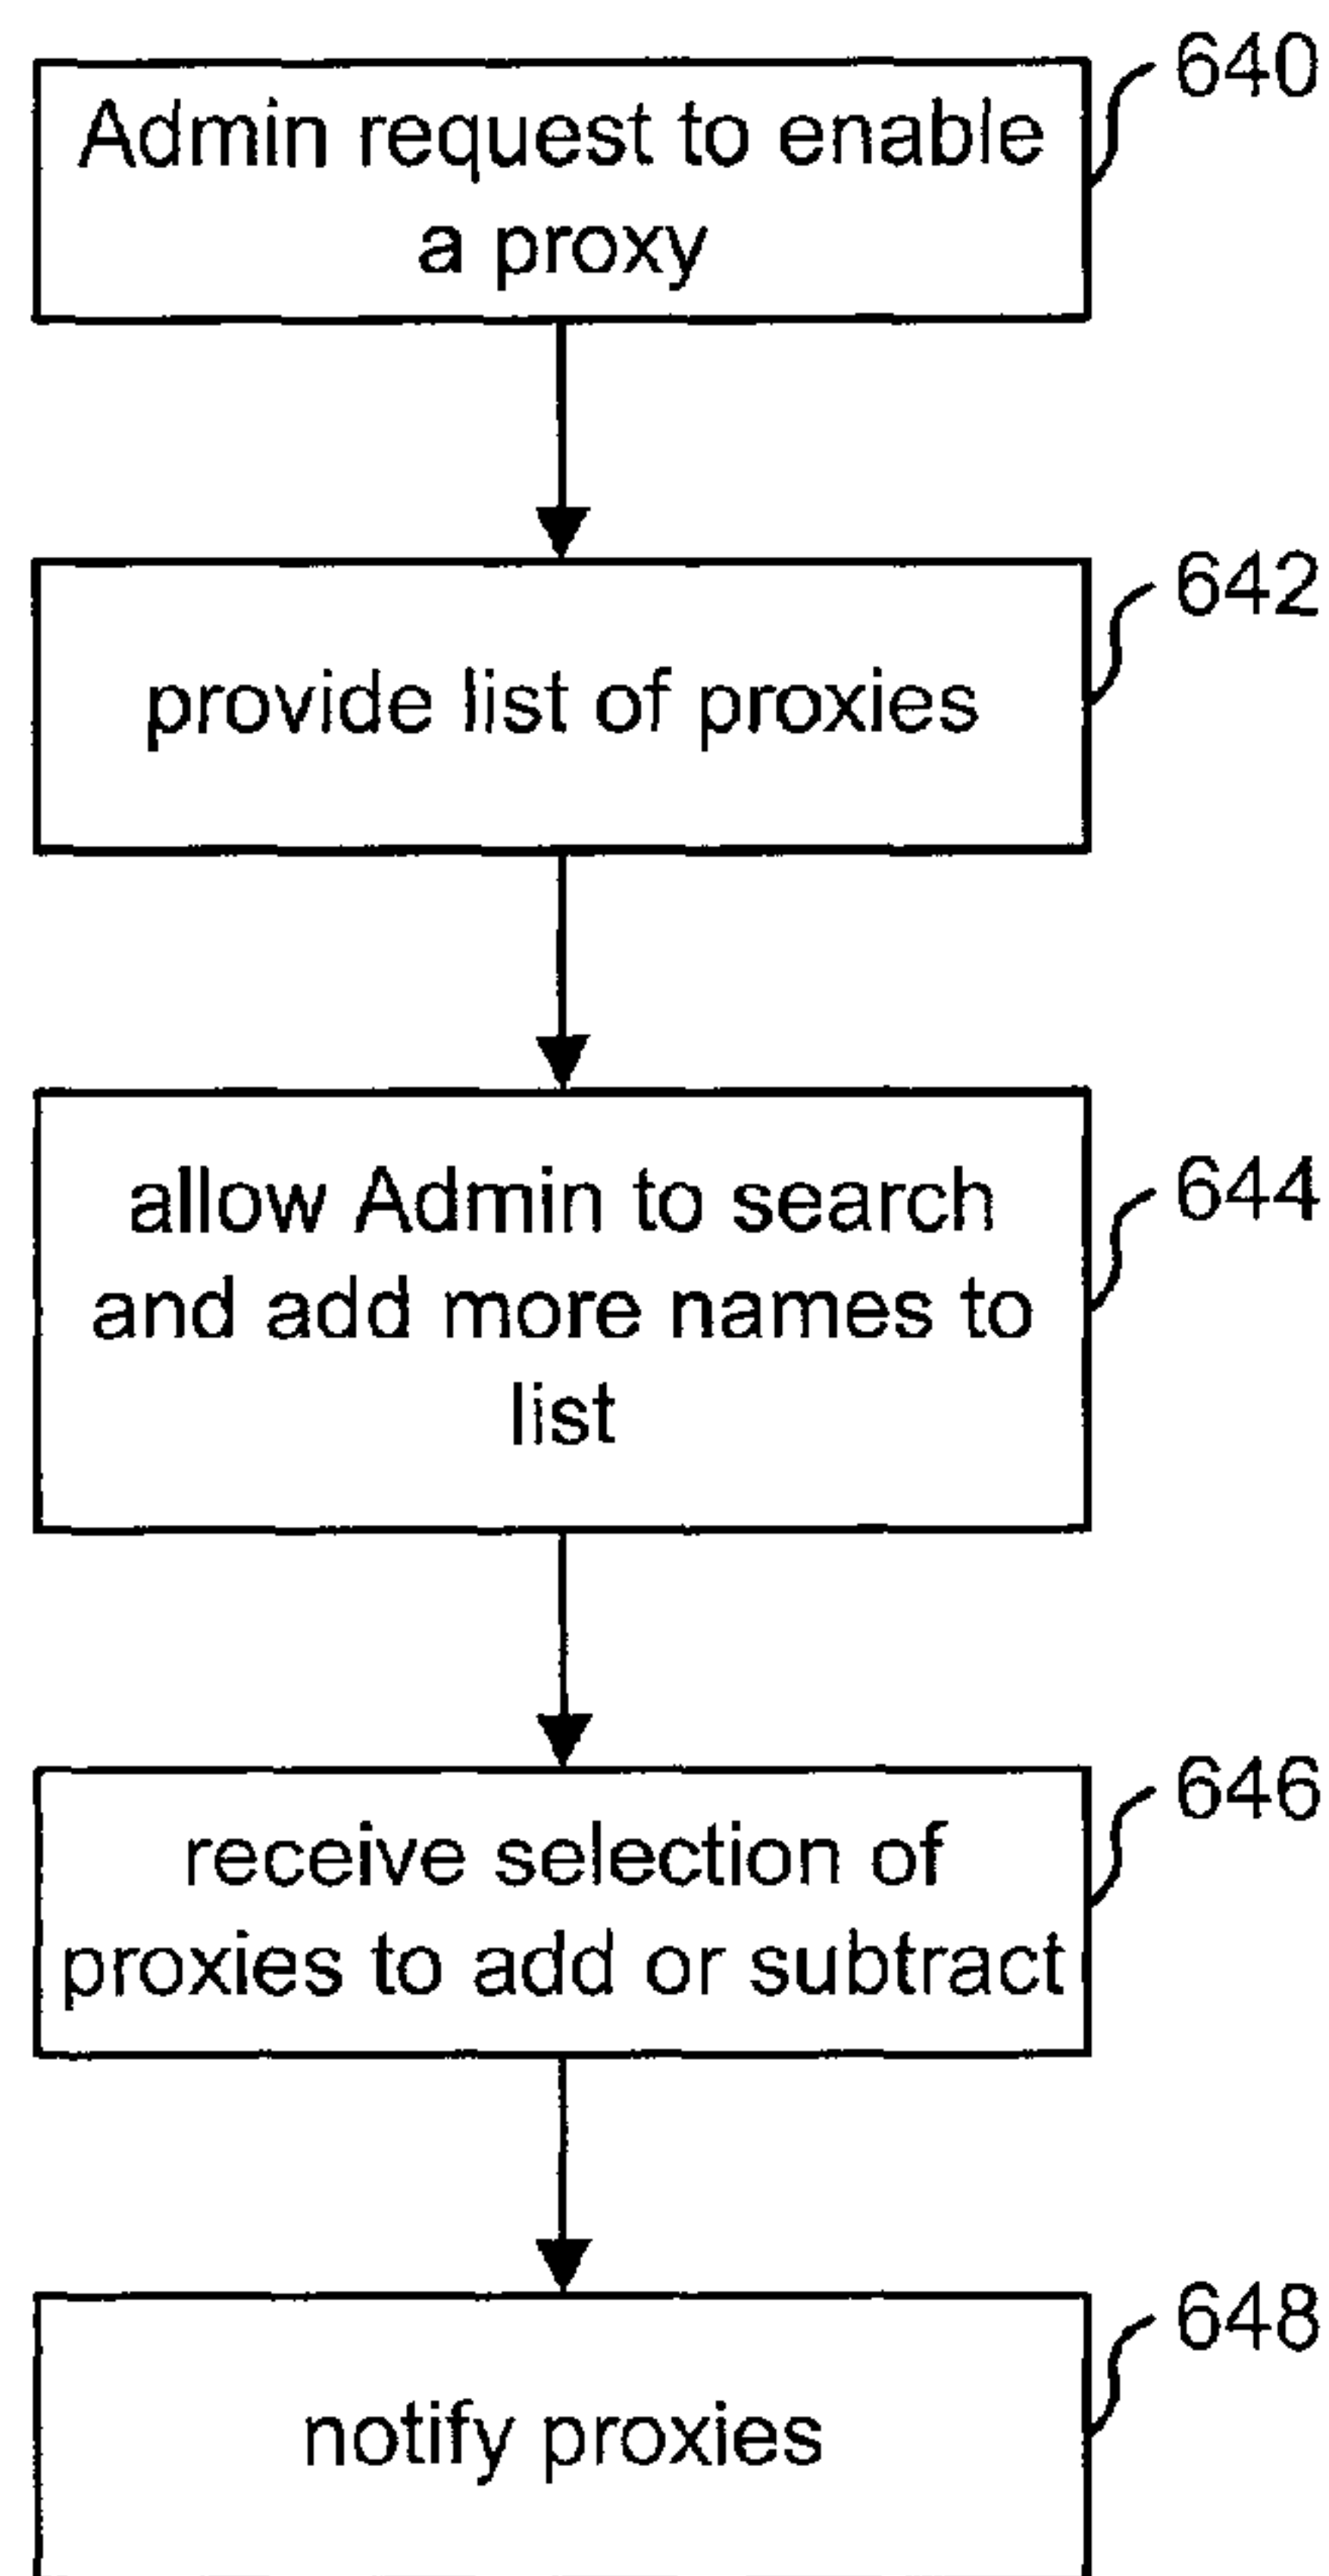 640
Admin request to enable
a proxy
642
provide list of proxies
644
allow Admin to search
and add more names to
list
646
receive selection of
proxies to add or subtract
648
notify proxies